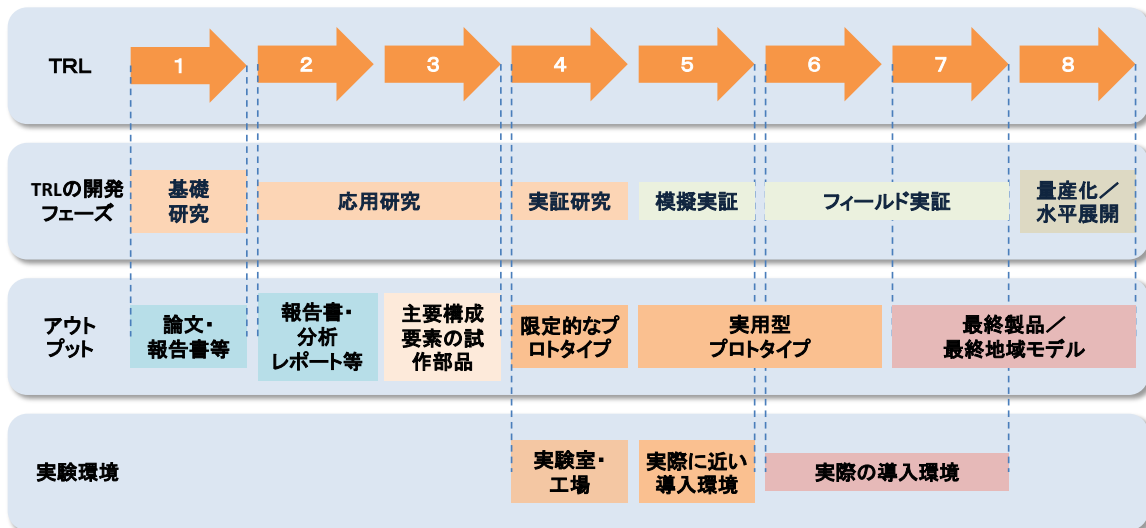 TRL
1
2
3
4
5
6
7
8
TRLの開発
フェーズ
基礎
研究
応用研究
実証研究
模擬実証
フィールド実証
量産化／
水平展開
アウト
プット
論文・
報告書等
報告書・
分析
レポート等
主要構成
要素の試
作部品
限定的なプ
ロトタイプ
実用型
プロトタイプ
最終製品／
最終地域モデル
実験環境
実験室・
工場
実際に近い
導入環境
実際の導入環境